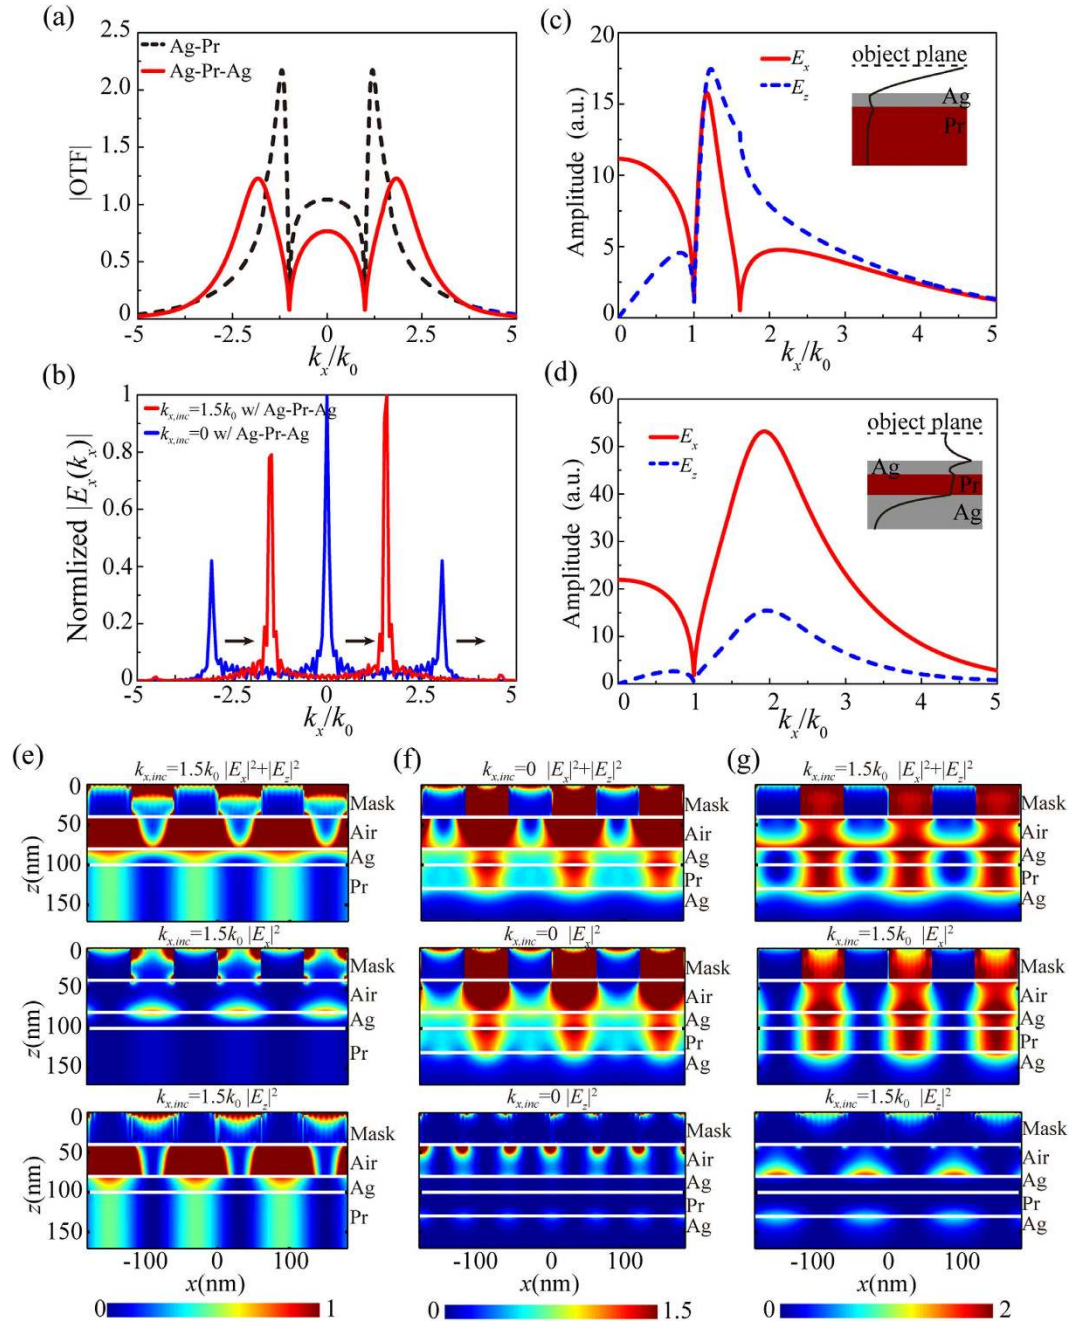 (a)
2.5
2.0
1.5
1.0
0.5
0
|OTF|
Ag-Pr
Ag-Pr-Ag
-5 -2.5 0 2.5 5
k_x/k_0
(c)
20
15
10
5
0
Amplitude (a.u.)
E_x
E_z
object plane
Ag
Pr
0 1 2 3 4 5
k_x/k_0
(b)
1
0.8
0.6
0.4
0.2
0
Normlized |E_x(k_x)|
k_{x,inc}=1.5k_0 w/ Ag-Pr-Ag
k_{x,inc}=0 w/ Ag-Pr-Ag
-5 -2.5 0 2.5 5
k_x/k_0
(d)
60
50
40
30
20
10
0
Amplitude (a.u.)
E_x
E_z
object plane
Ag
Pr
Ag
0 1 2 3 4 5
k_x/k_0
(e)
k_{x,inc}=1.5k_0 |E_x|^2+|E_z|^2
0
50
100
150
z(nm)
Mask
Air
Ag
Pr
k_{x,inc}=1.5k_0 |E_x|^2
0
50
100
150
z(nm)
Mask
Air
Ag
Pr
k_{x,inc}=1.5k_0 |E_z|^2
0
50
100
150
z(nm)
Mask
Air
Ag
Pr
-100 0 100
x(nm)
0 1
(f)
k_{x,inc}=0 |E_x|^2+|E_z|^2
Mask
Air
Ag
Pr
Ag
k_{x,inc}=0 |E_x|^2
Mask
Air
Ag
Pr
Ag
k_{x,inc}=0 |E_z|^2
Mask
Air
Ag
Pr
Ag
-100 0 100
x(nm)
0 1.5
(g)
k_{x,inc}=1.5k_0 |E_x|^2+|E_z|^2
Mask
Air
Ag
Pr
Ag
k_{x,inc}=1.5k_0 |E_x|^2
Mask
Air
Ag
Pr
Ag
k_{x,inc}=1.5k_0 |E_z|^2
Mask
Air
Ag
Pr
Ag
-100 0 100
x(nm)
0 2